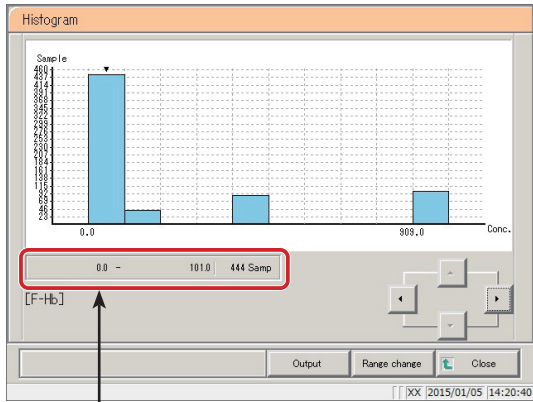 Histogram
Sample
460
437
414
391
368
345
322
299
276
253
230
207
184
161
138
115
92
69
46
23
0.0
909.0
Conc.
0.0 - 101.0 444 Samp
[F-Hb]
Output
Range change
Close
XX 2015/01/05 14:20:40